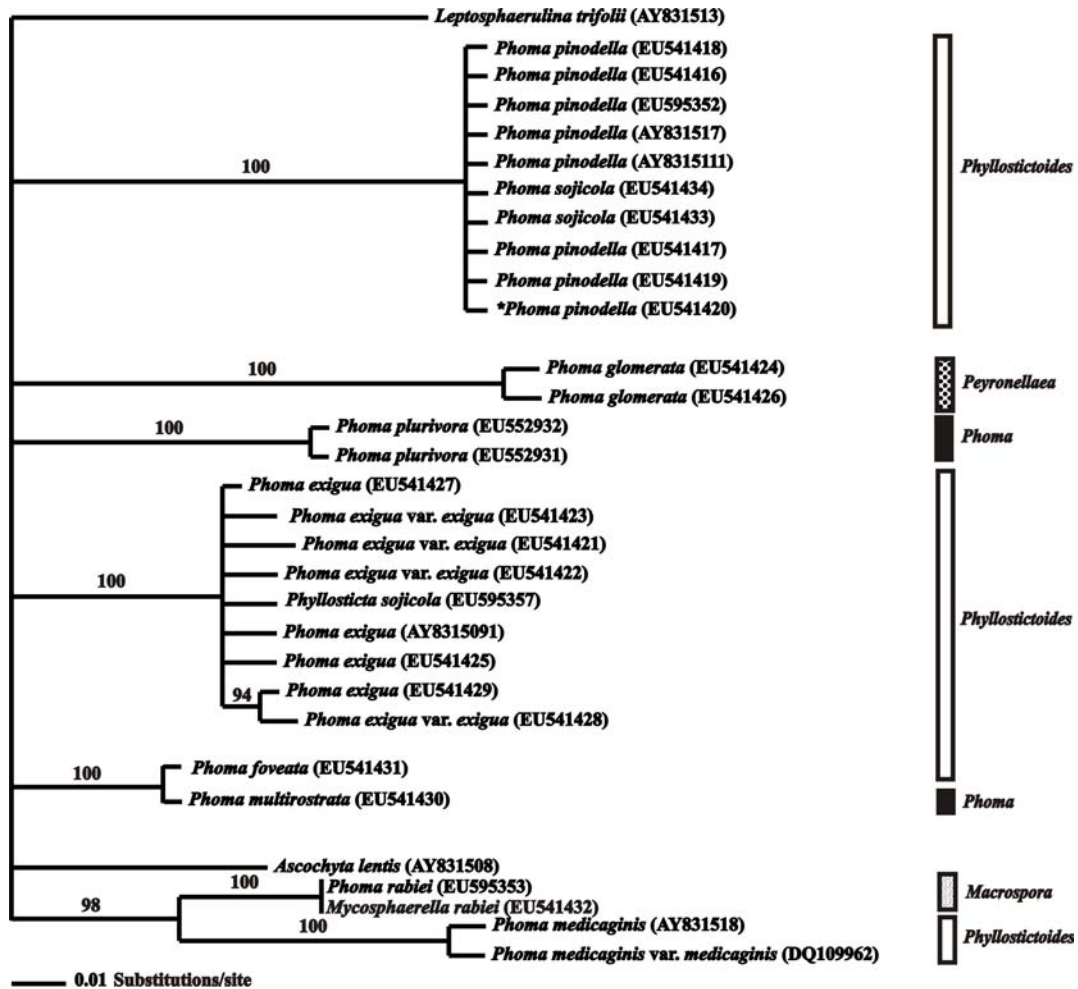 Leptosphaerulina trifolii (AY831513)
Phoma pinodella (EU541418)
Phoma pinodella (EU541416)
Phoma pinodella (EU595352)
Phoma pinodella (AY831517)
100
Phoma pinodella (AY8315111)
Phyllostictoides
Phoma sojicola (EU541434)
Phoma sojicola (EU541433)
Phoma pinodella (EU541417)
Phoma pinodella (EU541419)
*Phoma pinodella (EU541420)
100
Phoma glomerata (EU541424)
Peyronellaea
Phoma glomerata (EU541426)
100
Phoma plurivora (EU552932)
Phoma
Phoma plurivora (EU552931)
Phoma exigua (EU541427)
Phoma exigua var. exigua (EU541423)
Phoma exigua var. exigua (EU541421)
100
Phoma exigua var. exigua (EU541422)
Phyllosticta sojicola (EU595357)
Phyllostictoides
Phoma exigua (AY8315091)
Phoma exigua (EU541425)
94
Phoma exigua (EU541429)
Phoma exigua var. exigua (EU541428)
100
Phoma foveata (EU541431)
Phoma multirostrata (EU541430)
Phoma
Ascochyta lentis (AY831508)
100
Phoma rabiei (EU595353)
Macrospora
98
Mycosphaerella rabiei (EU541432)
100
Phoma medicaginis (AY831518)
Phyllostictoides
Phoma medicaginis var. medicaginis (DQ109962)
0.01 Substitutions/site